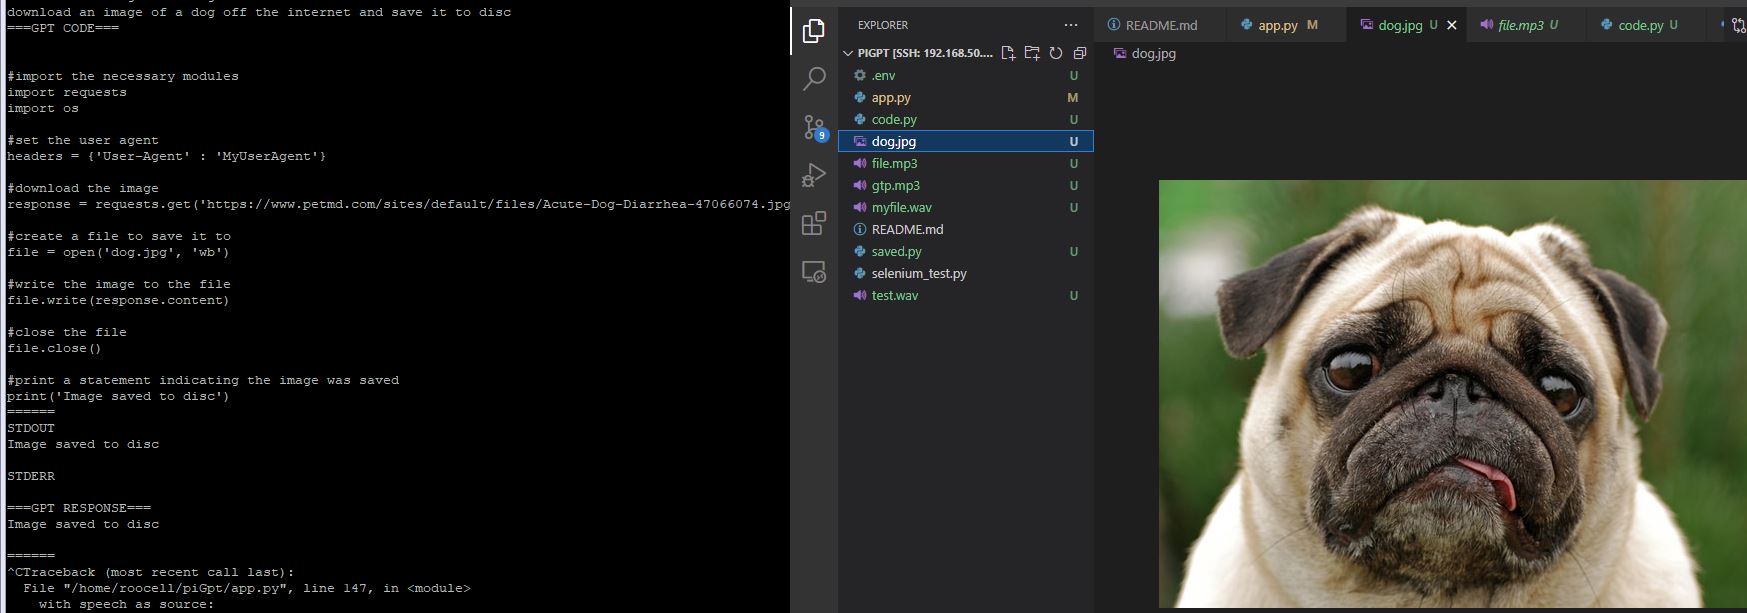 download an image of a dog off the internet and save it to disc
===GPT CODE===
#import the necessary modules
import requests
import os
#set the user agent
headers = {'User-Agent' : 'MyUserAgent'}
#download the image
response = requests.get('https://www.petmd.com/sites/default/files/Acute-Dog-Diarrhea-47066074.jpg
#create a file to save it to
file = open('dog.jpg', 'wb')
#write the image to the file
file.write(response.content)
#close the file
file.close()
#print a statement indicating the image was saved
print('Image saved to disc')
======
STDOUT
Image saved to disc
STDERR
===GPT RESPONSE===
Image saved to disc
======
^CTraceback (most recent call last):
File "/home/roocell/piGpt/app.py", line 147, in <module>
with speech as source:
9
EXPLORER
PIGPT [SSH: 192.168.50....
.env U
app.py M
code.py U
dog.jpg U
file.mp3 U
gtp.mp3 U
myfile.wav U
README.md
saved.py U
selenium_test.py
test.wav U
README.md app.py M dog.jpg U file.mp3 U code.py U
dog.jpg